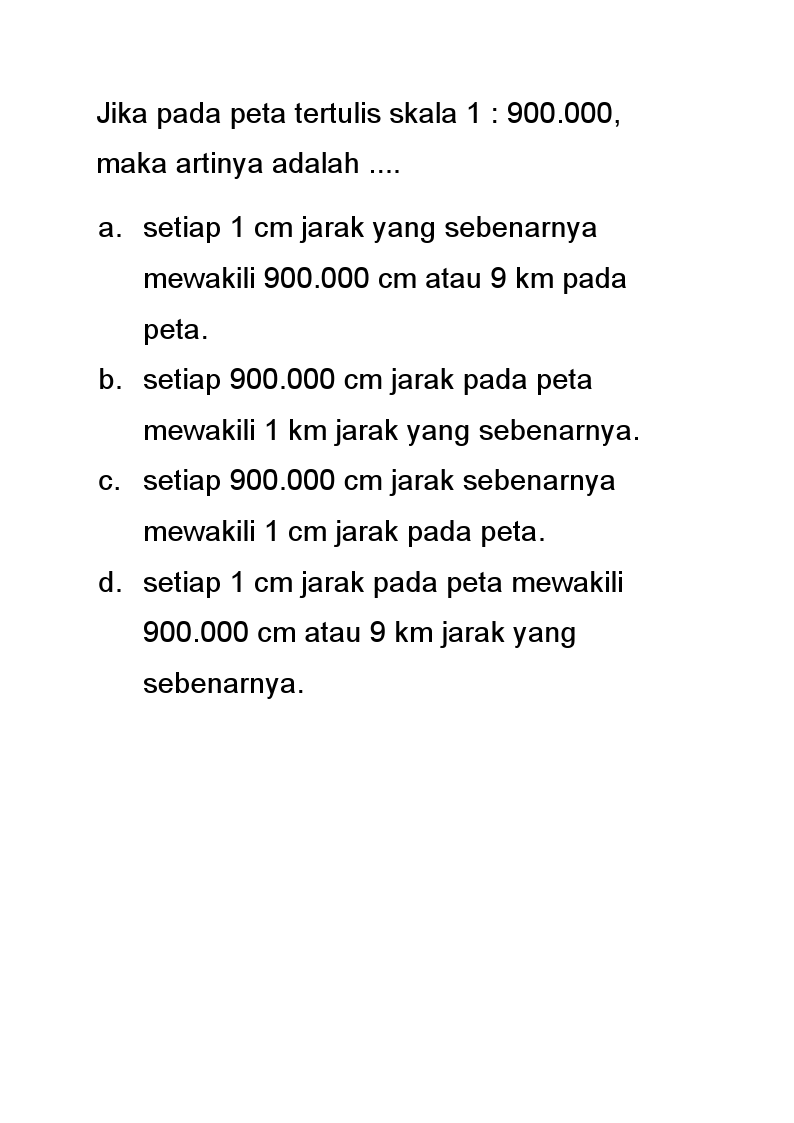 Jika pada peta tertulis skala 1 : 900.000,
maka artinya adalah ....
a. setiap 1 cm jarak yang sebenarnya
mewakili 900.000 cm atau 9 km pada
peta.
b. setiap 900.000 cm jarak pada peta
mewakili 1 km jarak yang sebenarnya.
c. setiap 900.000 cm jarak sebenarnya
mewakili 1 cm jarak pada peta.
d. setiap 1 cm jarak pada peta mewakili
900.000 cm atau 9 km jarak yang
sebenarnya.